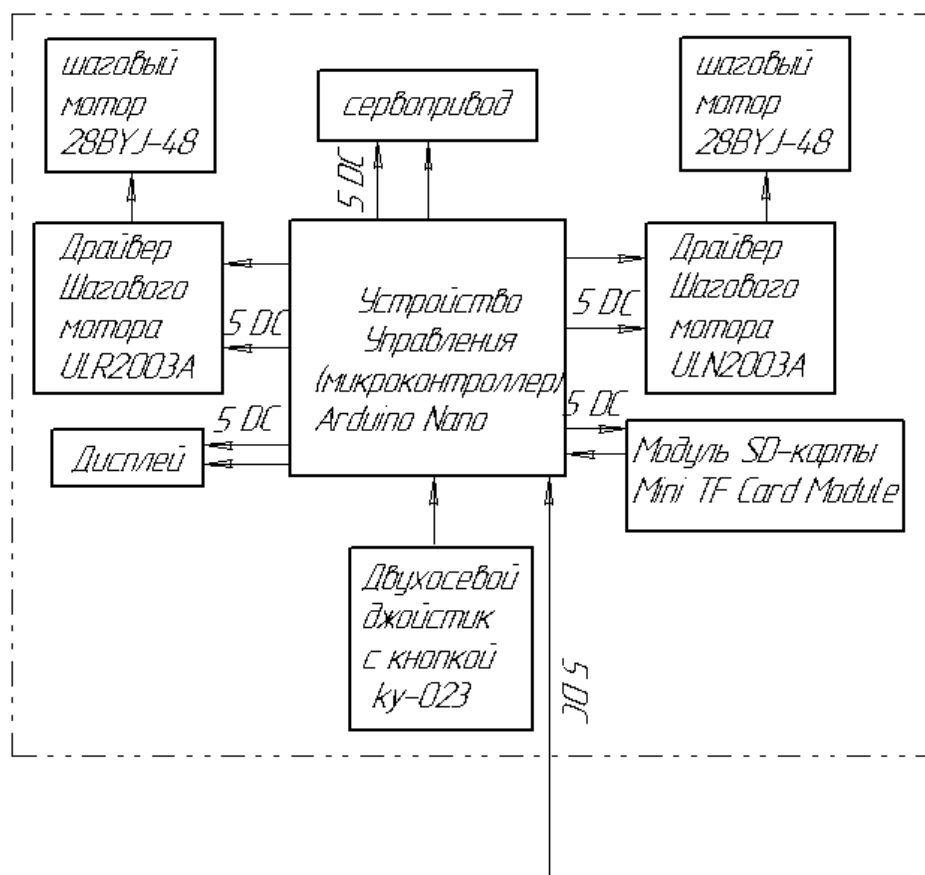 шаговый
мотор
28BYJ-48
сервопривод
шаговый
мотор
28BYJ-48
5 DC
Драйвер
Шагового
мотора
ULR2003A
5 DC
Устройство
Управления
(микроконтроллер)
Arduino Nano
5 DC
Драйвер
Шагового
мотора
ULN2003A
5 DC
Дисплей
5 DC
Модуль SD-карты
Mini TF Card Module
Двухосевой
джойстик
с кнопкой
ky-023
5 DC